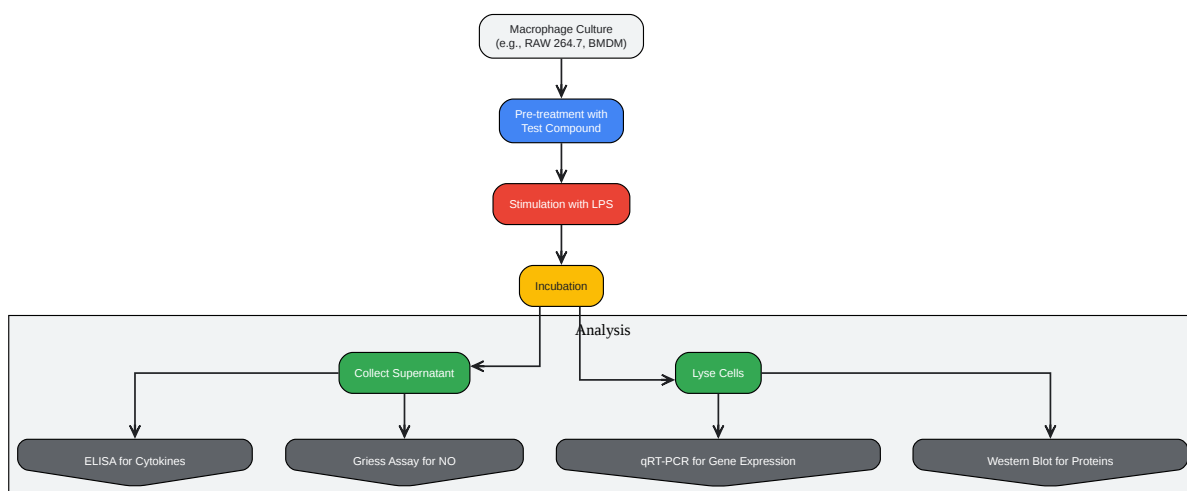 Macrophage Culture
(e.g., RAW 264.7, BMDM)
Pre-treatment with
Test Compound
Stimulation with LPS
Incubation
Analysis
Collect Supernatant
Lyse Cells
ELISA for Cytokines
Griess Assay for NO
qRT-PCR for Gene Expression
Western Blot for Proteins